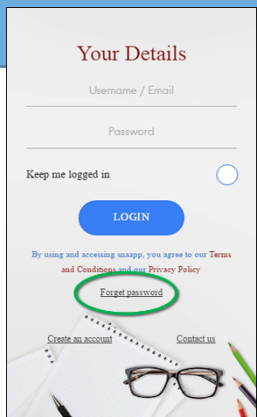 Your Details
Username / Email
Password
Keep me logged in
LOGIN
By using and accessing snaapp, you agree to our Terms
and Conditions and our Privacy Policy
Forget password
Create an account Contact us